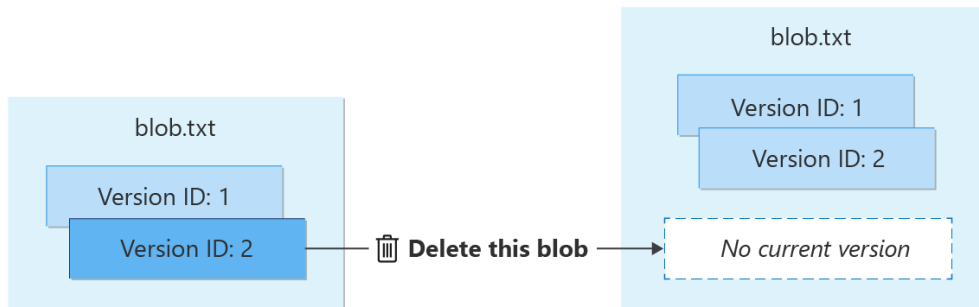 blob.txt
Version ID: 1
Version ID: 2
Delete this blob
blob.txt
Version ID: 1
Version ID: 2
No current version